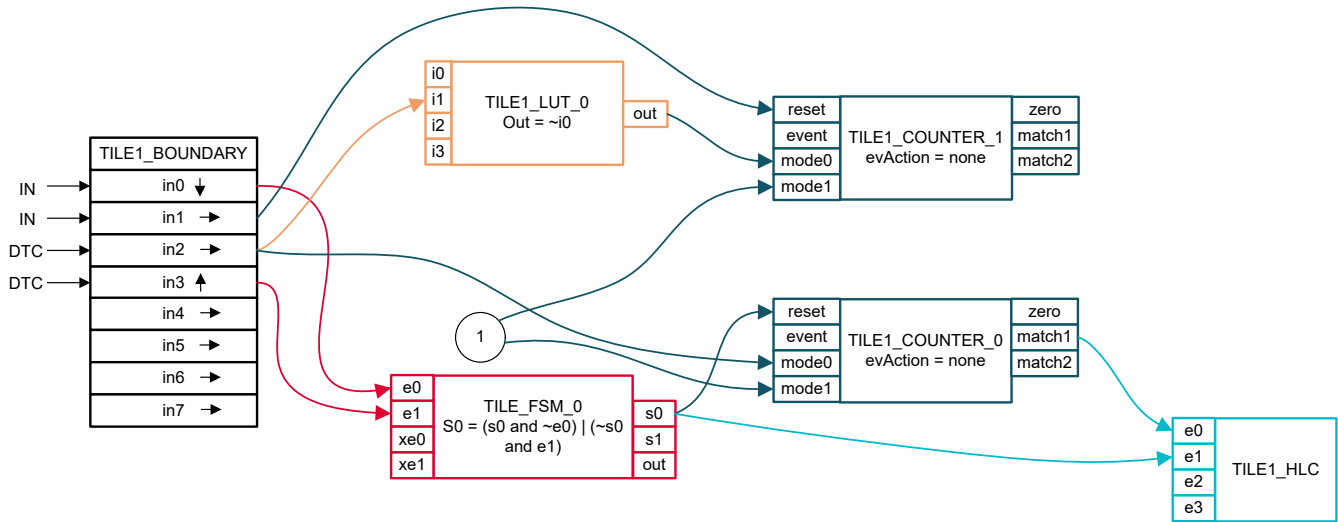 TILE1_BOUNDARY
IN
in0
IN
in1
DTC
in2
DTC
in3
in4
in5
in6
in7
i0
i1
i2
i3
TILE1_LUT_0
Out = ~i0
out
reset
event
mode0
mode1
TILE1_COUNTER_1
evAction = none
zero
match1
match2
1
reset
event
mode0
mode1
TILE1_COUNTER_0
evAction = none
zero
match1
match2
e0
e1
xe0
xe1
TILE_FSM_0
S0 = (s0 and ~e0) | (~s0
and e1)
s0
s1
out
e0
e1
e2
e3
TILE1_HLC